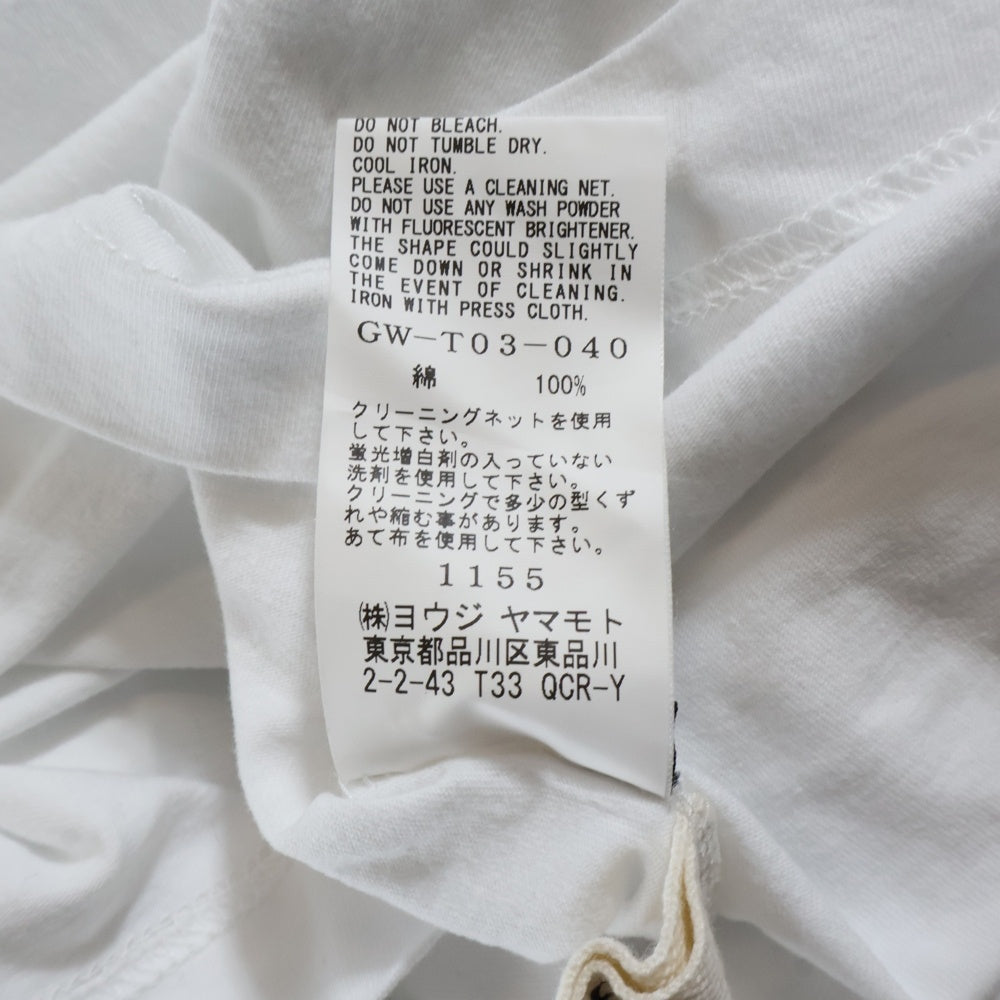 DO NOT BLEACH.
DO NOT TUMBLE DRY.
COOL IRON.
PLEASE USE A CLEANING NET.
DO NOT USE ANY WASH POWDER
WITH FLUORESCENT BRIGHTENER.
THE SHAPE COULD SLIGHTLY
COME DOWN OR SHRINK IN
THE EVENT OF CLEANING.
IRON WITH PRESS CLOTH.
GW-T03-040
綿 100%
クリーニングネットを使用
して下さい。
蛍光増白剤の入っていない
洗剤を使用して下さい。
クリーニングで多少の型くず
れや縮む事があります。
あて布を使用して下さい。
1155
㈱ヨウジ ヤマモト
東京都品川区東品川
2-2-43 T33 QCR-Y